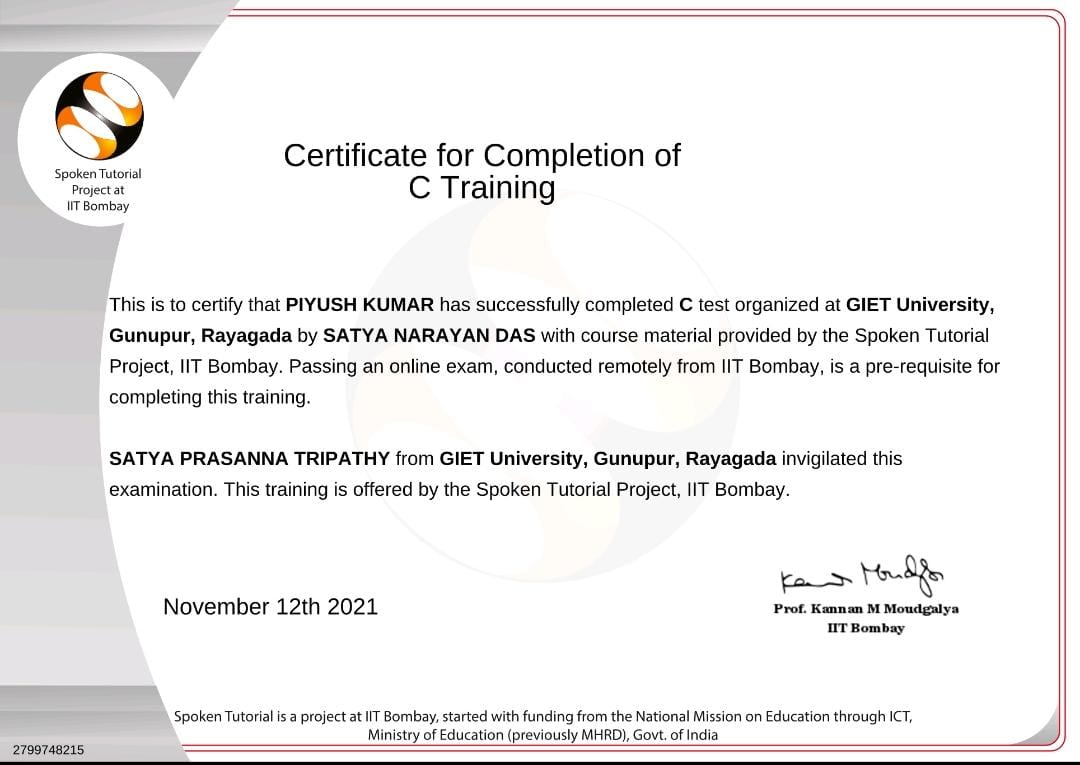 Spoken Tutorial
Project at
IIT Bombay
Certificate for Completion of
C Training
This is to certify that PIYUSH KUMAR has successfully completed C test organized at GIET University,
Gunupur, Rayagada by SATYA NARAYAN DAS with course material provided by the Spoken Tutorial
Project, IIT Bombay. Passing an online exam, conducted remotely from IIT Bombay, is a pre-requisite for
completing this training.
SATYA PRASANNA TRIPATHY from GIET University, Gunupur, Rayagada invigilated this
examination. This training is offered by the Spoken Tutorial Project, IIT Bombay.
November 12th 2021
Kannan Moudgalya
Prof. Kannan M Moudgalya
IIT Bombay
Spoken Tutorial is a project at IIT Bombay, started with funding from the National Mission on Education through ICT,
Ministry of Education (previously MHRD), Govt. of India
2799748215